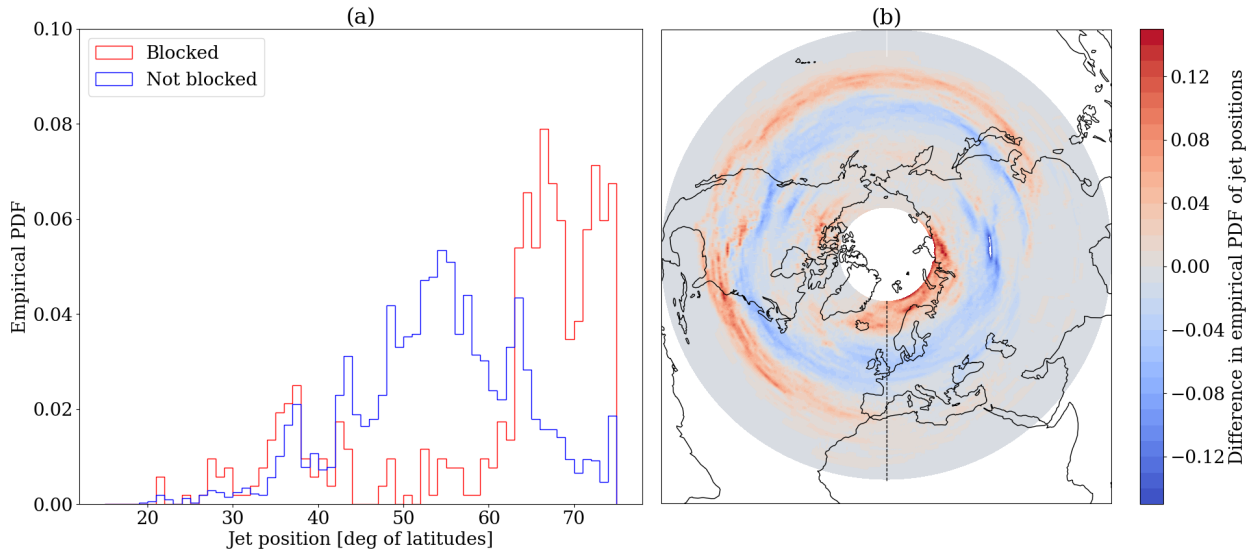 (a)
Blocked
Not blocked
Empirical PDF
0.10
0.08
0.06
0.04
0.02
0.00
20 30 40 50 60 70
Jet position [deg of latitudes]
(b)
0.12
0.08
0.04
0.00
−0.04
−0.08
−0.12
Difference in empirical PDF of jet positions